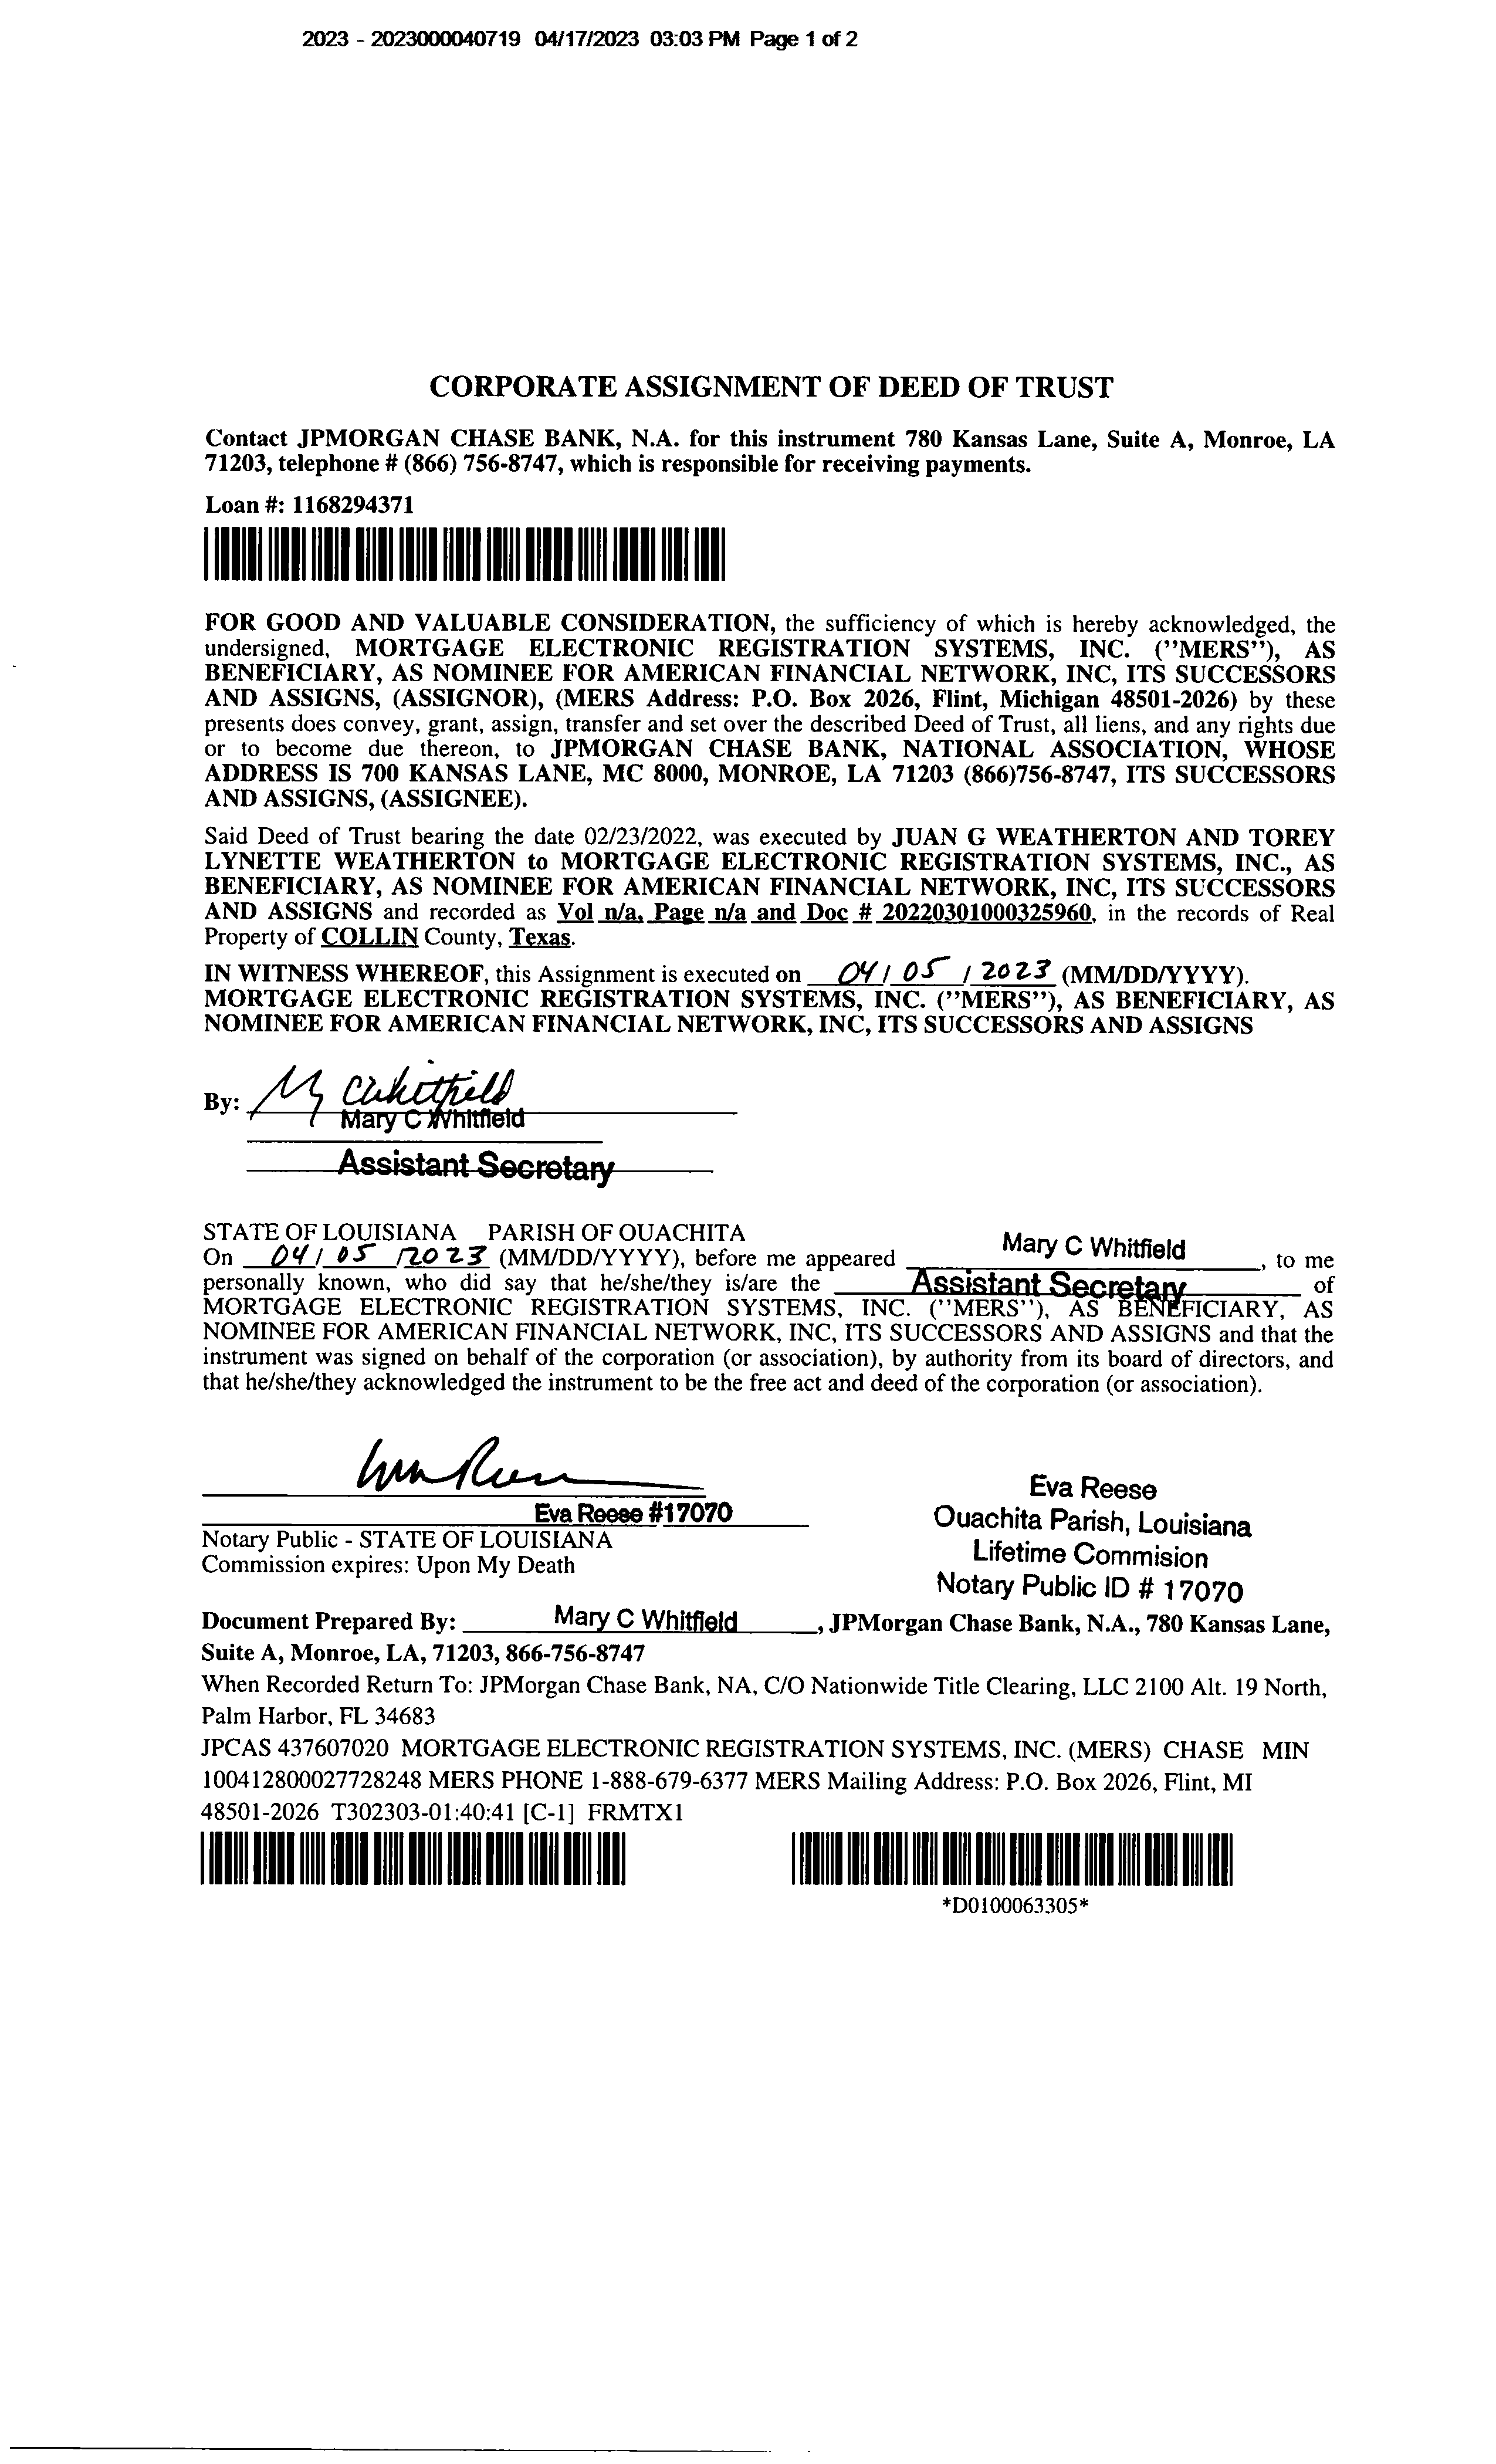 2023 - 2023000040719 04/17/2023 03:03 PM Page 1 of 2
CORPORATE ASSIGNMENT OF DEED OF TRUST
Contact JPMORGAN CHASE BANK, N.A. for this instrument 780 Kansas Lane, Suite A, Monroe, LA
71203, telephone # (866) 756-8747, which is responsible for receiving payments.
Loan #: 1168294371
FOR GOOD AND VALUABLE CONSIDERATION, the sufficiency of which is hereby acknowledged, the
undersigned, MORTGAGE ELECTRONIC REGISTRATION SYSTEMS, INC. ("MERS"), AS
BENEFICIARY, AS NOMINEE FOR AMERICAN FINANCIAL NETWORK, INC, ITS SUCCESSORS
AND ASSIGNS, (ASSIGNOR), (MERS Address: P.O. Box 2026, Flint, Michigan 48501-2026) by these
presents does convey, grant, assign, transfer and set over the described Deed of Trust, all liens, and any rights due
or to become due thereon, to JPMORGAN CHASE BANK, NATIONAL ASSOCIATION, WHOSE
ADDRESS IS 700 KANSAS LANE, MC 8000, MONROE, LA 71203 (866)756-8747, ITS SUCCESSORS
AND ASSIGNS, (ASSIGNEE).
Said Deed of Trust bearing the date 02/23/2022, was executed by JUAN G WEATHERTON AND TOREY
LYNETTE WEATHERTON to MORTGAGE ELECTRONIC REGISTRATION SYSTEMS, INC., AS
BENEFICIARY, AS NOMINEE FOR AMERICAN FINANCIAL NETWORK, INC, ITS SUCCESSORS
AND ASSIGNS and recorded as Vol n/a, Page n/a and Doc # 20220301000325960, in the records of Real
Property of COLLIN County, Texas.
IN WITNESS WHEREOF, this Assignment is executed on 04/05/2023 (MM/DD/YYYY).
MORTGAGE ELECTRONIC REGISTRATION SYSTEMS, INC. ("MERS"), AS BENEFICIARY, AS
NOMINEE FOR AMERICAN FINANCIAL NETWORK, INC, ITS SUCCESSORS AND ASSIGNS
By: My CWhitfield
Mary C Whitfield
Assistant Secretary
STATE OF LOUISIANA PARISH OF OUACHITA
On 04/05/2023 (MM/DD/YYYY), before me appeared Mary C Whitfield, to me
personally known, who did say that he/she/they is/are the Assistant Secretary of
MORTGAGE ELECTRONIC REGISTRATION SYSTEMS, INC. ("MERS"), AS BENEFICIARY, AS
NOMINEE FOR AMERICAN FINANCIAL NETWORK, INC, ITS SUCCESSORS AND ASSIGNS and that the
instrument was signed on behalf of the corporation (or association), by authority from its board of directors, and
that he/she/they acknowledged the instrument to be the free act and deed of the corporation (or association).
Eva Reese #17070
Notary Public - STATE OF LOUISIANA
Commission expires: Upon My Death
Eva Reese
Ouachita Parish, Louisiana
Lifetime Commision
Notary Public ID # 17070
Document Prepared By: Mary C Whitfield, JPMorgan Chase Bank, N.A., 780 Kansas Lane,
Suite A, Monroe, LA, 71203, 866-756-8747
When Recorded Return To: JPMorgan Chase Bank, NA, C/O Nationwide Title Clearing, LLC 2100 Alt. 19 North,
Palm Harbor, FL 34683
JPCAS 437607020 MORTGAGE ELECTRONIC REGISTRATION SYSTEMS, INC. (MERS) CHASE MIN
100412800027728248 MERS PHONE 1-888-679-6377 MERS Mailing Address: P.O. Box 2026, Flint, MI
48501-2026 T302303-01:40:41 [C-1] FRMTX1
*D0100063305*